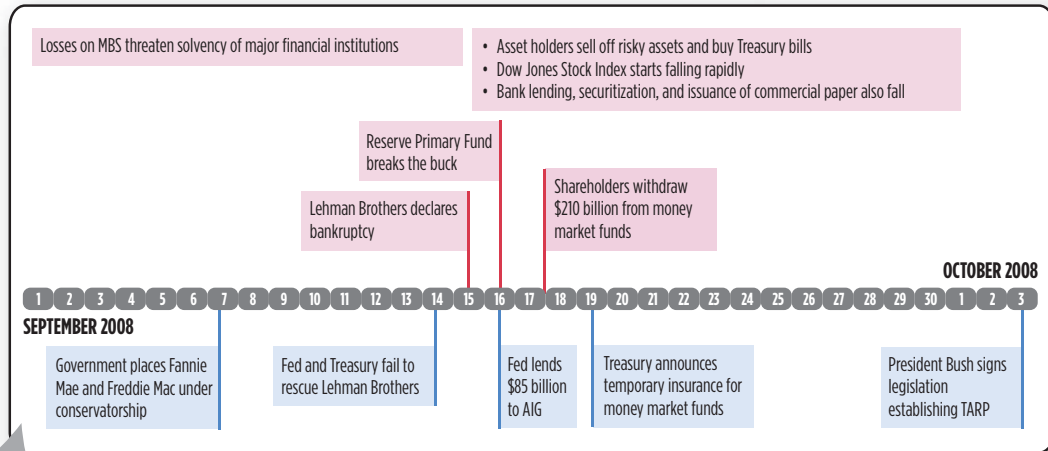 Losses on MBS threaten solvency of major financial institutions
• Asset holders sell off risky assets and buy Treasury bills
• Dow Jones Stock Index starts falling rapidly
• Bank lending, securitization, and issuance of commercial paper also fall
Reserve Primary Fund
breaks the buck
Lehman Brothers declares
bankruptcy
Shareholders withdraw
$210 billion from money
market funds
OCTOBER 2008
1 2 3 4 5 6 7 8 9 10 11 12 13 14 15 16 17 18 19 20 21 22 23 24 25 26 27 28 29 30 1 2 3
SEPTEMBER 2008
Government places Fannie
Mae and Freddie Mac under
conservatorship
Fed and Treasury fail to
rescue Lehman Brothers
Fed lends
$85 billion
to AIG
Treasury announces
temporary insurance for
money market funds
President Bush signs
legislation
establishing TARP